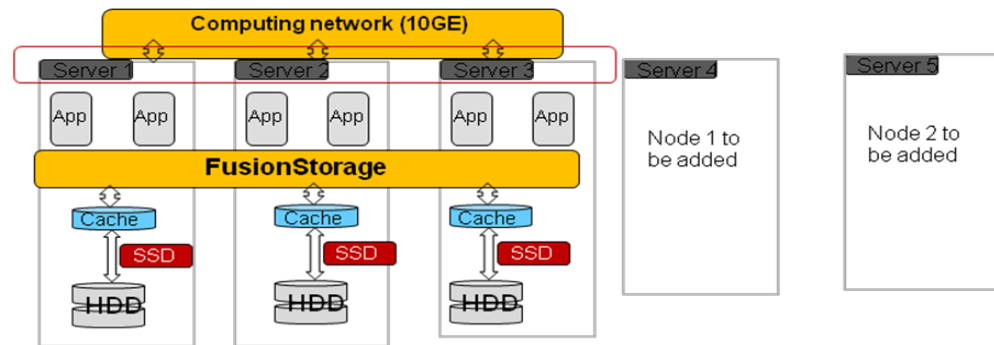 Computing network (10GE)
Server 1
Server 2
Server 3
Server 4
Server 5
App
App
App
App
App
App
Node 1 to
be added
Node 2 to
be added
FusionStorage
Cache
Cache
Cache
SSD
SSD
SSD
HDD
HDD
HDD